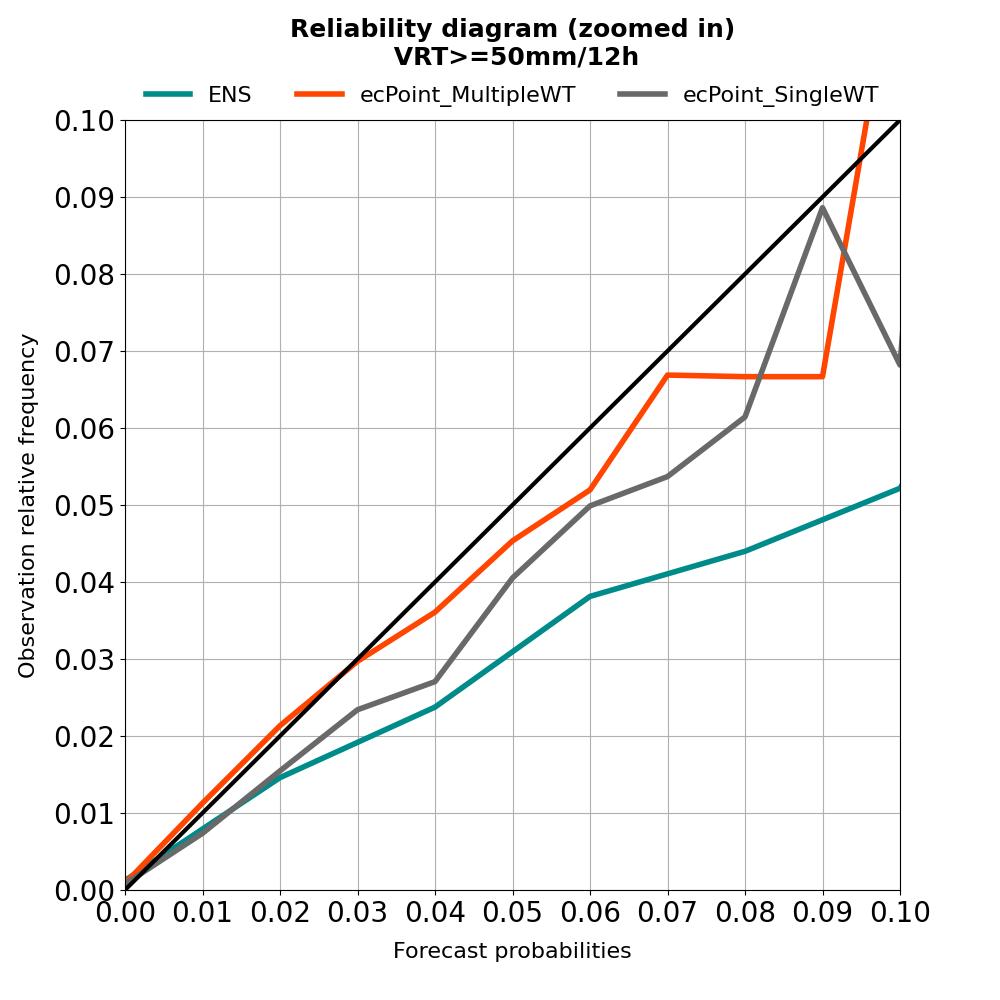 Reliability diagram (zoomed in)
VRT>=50mm/12h
ENS ecPoint_MultipleWT ecPoint_SingleWT
0.10
0.09
0.08
0.07
0.06
0.05
0.04
0.03
0.02
0.01
0.00
Observation relative frequency
0.00 0.01 0.02 0.03 0.04 0.05 0.06 0.07 0.08 0.09 0.10
Forecast probabilities